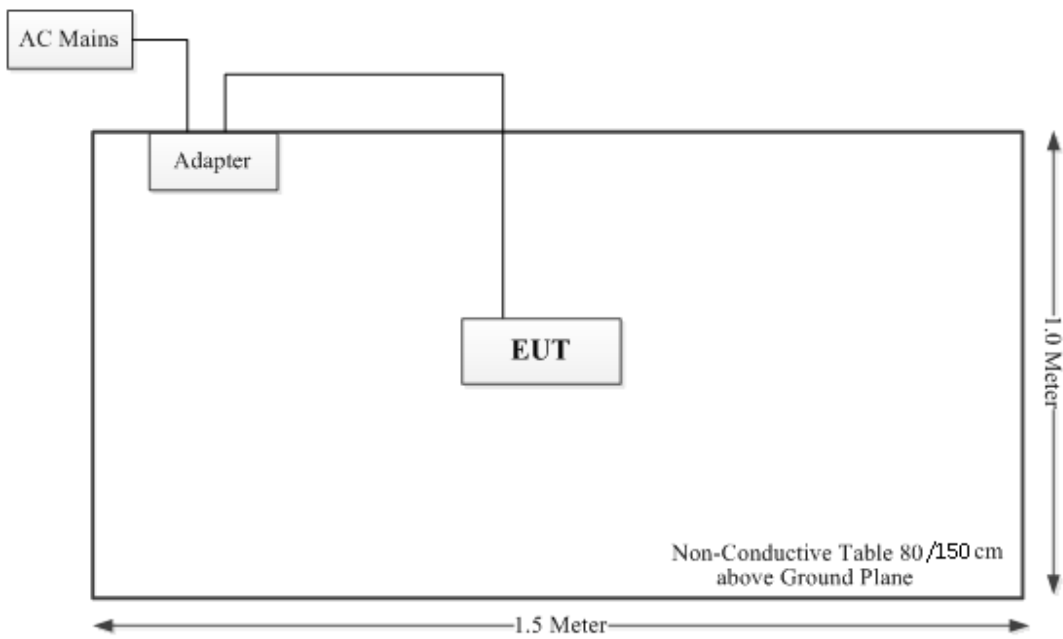 AC Mains
Adapter
EUT
1.0 Meter
Non-Conductive Table 80/150 cm
above Ground Plane
1.5 Meter